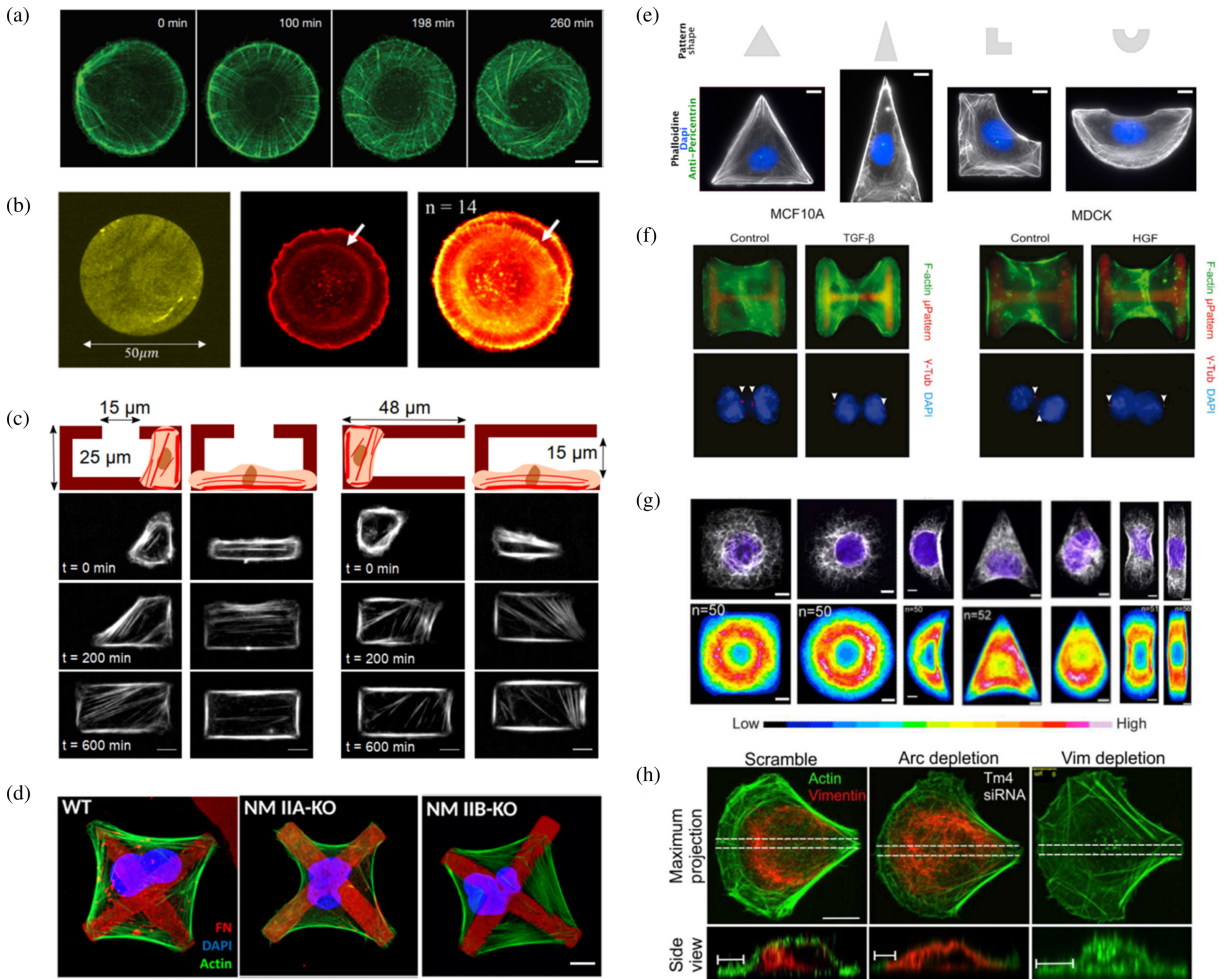 (a)
0 min
100 min
198 min
260 min
(b)
50μm
n = 14
(c)
15 μm
48 μm
25 μm
15 μm
t = 0 min
t = 0 min
t = 200 min
t = 200 min
t = 600 min
t = 600 min
(d)
WT
NM IIA-KO
NM IIB-KO
FN
DAPI
Actin
(e)
Pattern
shape
Phalloidine
Dapi
Anti-Pericentrin
MCF10A
MDCK
(f)
Control
TGF-β
Control
HGF
F-actin μPattern
F-actin μPattern
γ-Tub DAPI
γ-Tub DAPI
(g)
n=50
n=50
n=50
n=52
n=51
n=56
Low
High
(h)
Scramble
Arc depletion
Vim depletion
Actin
Vimentin
Tm4
siRNA
Maximum
projection
Side
view